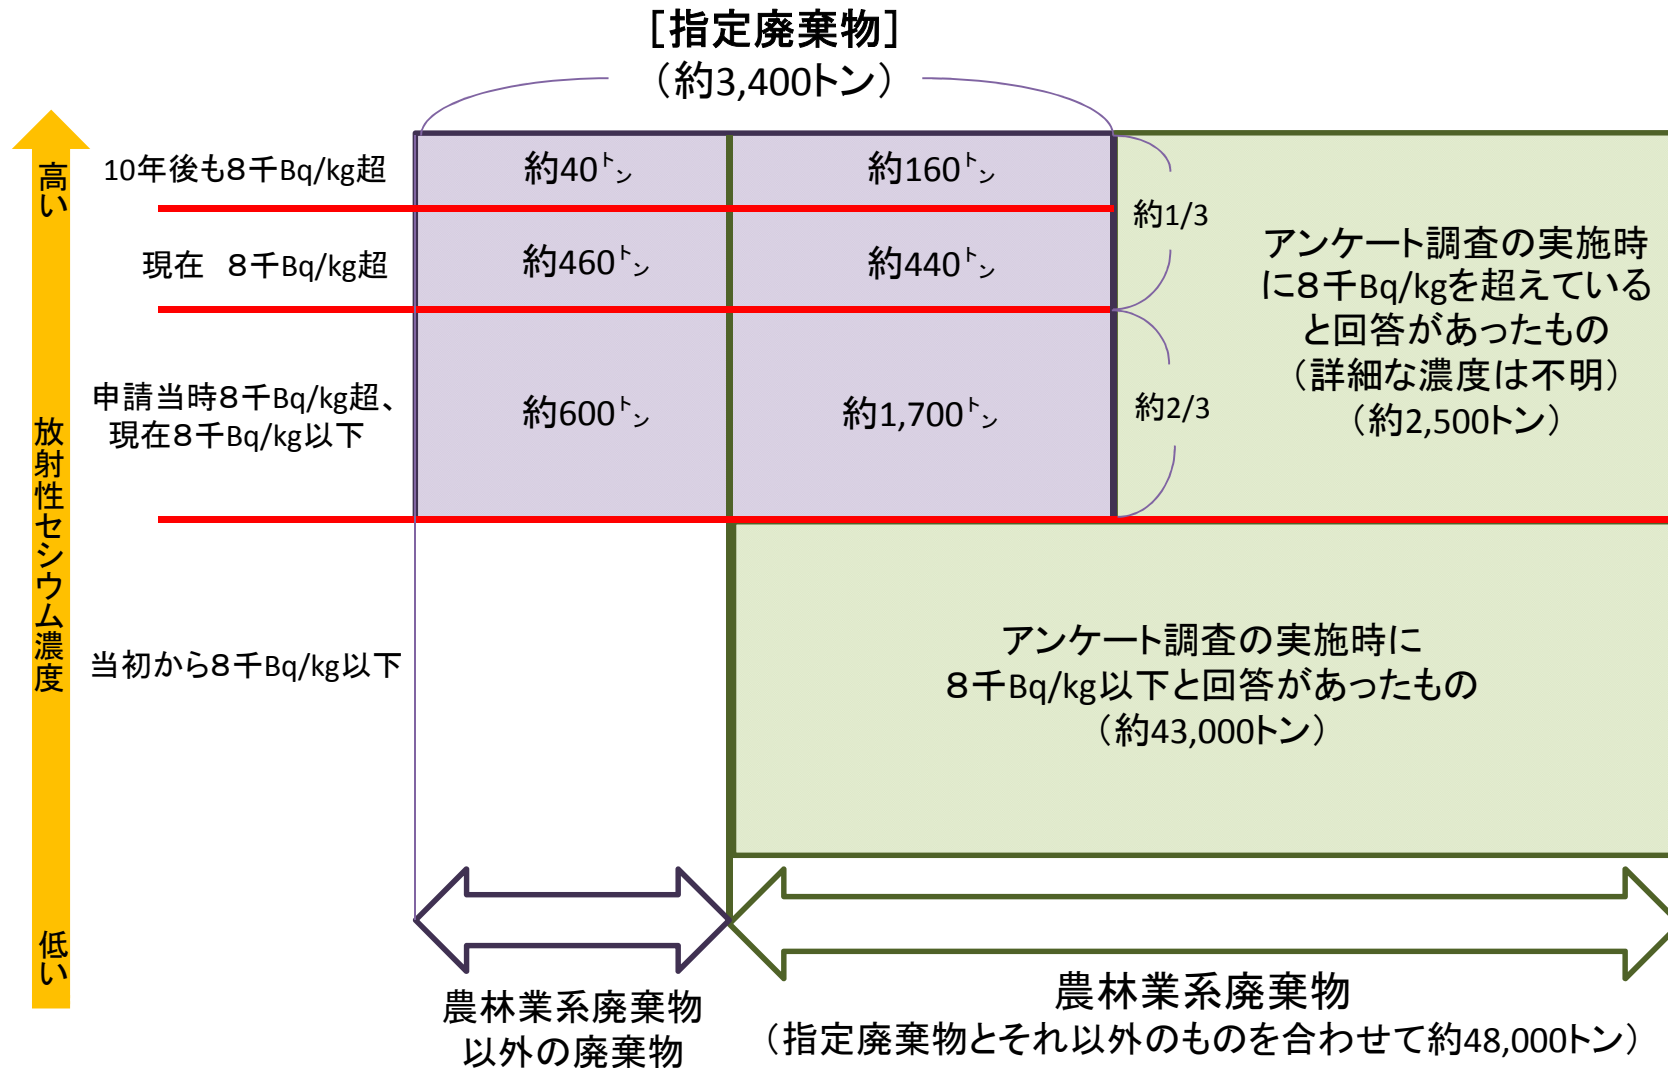 ［指定廃棄物］
（約3,400トン）
高い
放射性セシウム濃度
低い
10年後も８千Bq/kg超
約40トン
約160トン
現在　８千Bq/kg超
約460トン
約440トン
約1/3
申請当時８千Bq/kg超、
現在８千Bq/kg以下
約600トン
約1,700トン
約2/3
アンケート調査の実施時
に８千Bq/kgを超えている
と回答があったもの
（詳細な濃度は不明）
（約2,500トン）
当初から８千Bq/kg以下
アンケート調査の実施時に
８千Bq/kg以下と回答があったもの
（約43,000トン）
農林業系廃棄物
以外の廃棄物
農林業系廃棄物
（指定廃棄物とそれ以外のものを合わせて約48,000トン）